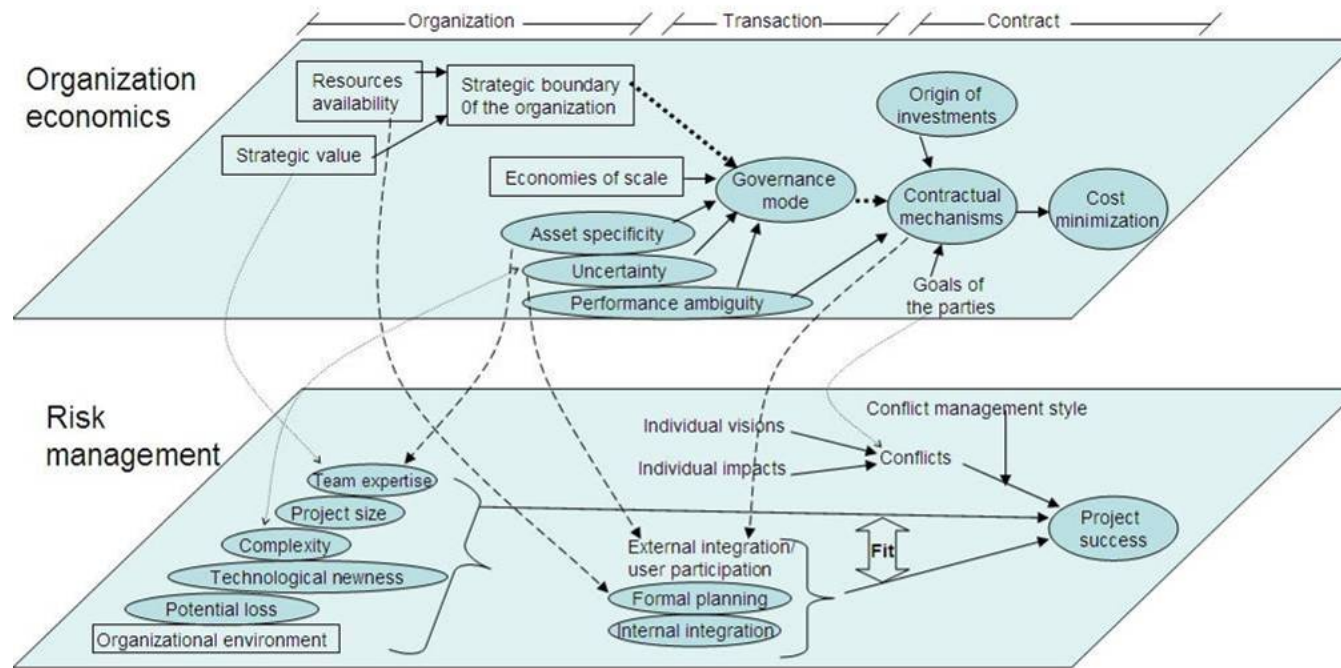 Organization
Transaction
Contract
Organization
economics
Resources
availability
Strategic boundary
0f the organization
Strategic value
Origin of
investments
Economies of scale
Governance
mode
Contractual
mechanisms
Cost
minimization
Asset specificity
Uncertainty
Performance ambiguity
Goals of
the parties
Risk
management
Conflict management style
Individual visions
Individual impacts
Conflicts
Team expertise
Project size
Complexity
Technological newness
Potential loss
Organizational environment
External integration/
user participation
Formal planning
Internal integration
Fit
Project
success